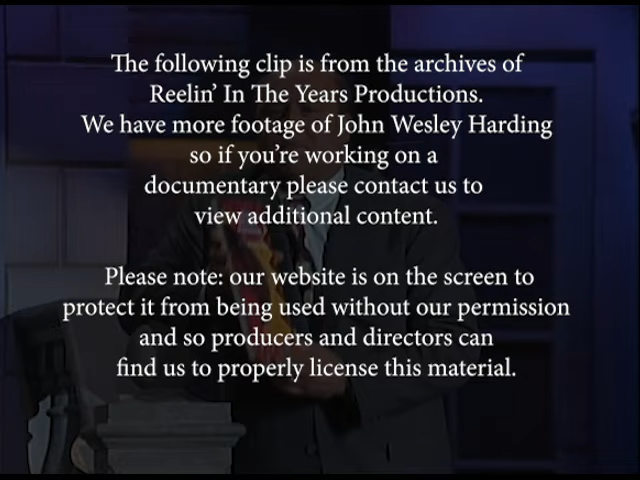 The following clip is from the archives of
Reelin’ In The Years Productions.
We have more footage of John Wesley Harding
so if you’re working on a
documentary please contact us to
view additional content.
Please note: our website is on the screen to
protect it from being used without our permission
and so producers and directors can
find us to properly license this material.